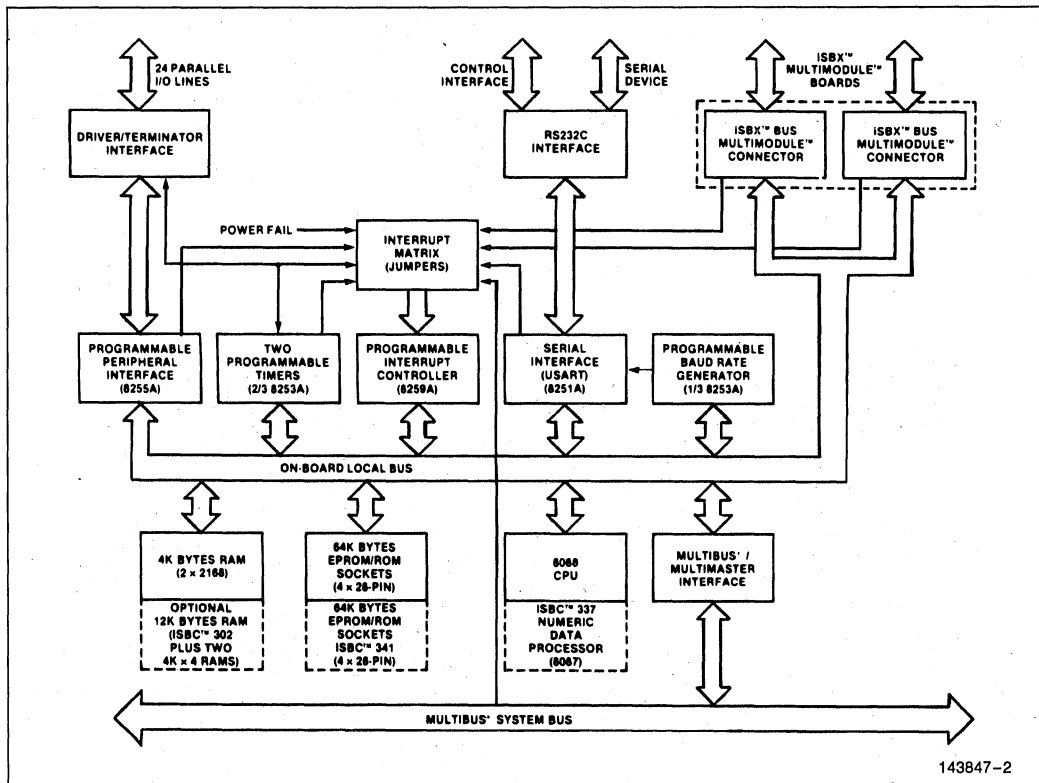 24 PARALLEL
I/O LINES
CONTROL
INTERFACE
SERIAL
DEVICE
iSBX™
MULTIMODULE™
BOARDS
DRIVER/TERMINATOR
INTERFACE
RS232C
INTERFACE
iSBX™ BUS
MULTIMODULE™
CONNECTOR
iSBX™ BUS
MULTIMODULE™
CONNECTOR
POWER FAIL
INTERRUPT
MATRIX
(JUMPERS)
PROGRAMMABLE
PERIPHERAL
INTERFACE
(8255A)
TWO
PROGRAMMABLE
TIMERS
(2/3 8253A)
PROGRAMMABLE
INTERRUPT
CONTROLLER
(8259A)
SERIAL
INTERFACE
(USART)
(8251A)
PROGRAMMABLE
BAUD RATE
GENERATOR
(1/3 8253A)
ON-BOARD LOCAL BUS
4K BYTES RAM
(2 x 2168)
OPTIONAL
12K BYTES RAM
(iSBC™ 302
PLUS TWO
4K x 4 RAMS)
64K BYTES
EPROM/ROM
SOCKETS
(4 x 28-PIN)
64K BYTES
EPROM/ROM
SOCKETS
iSBC™ 341
(4 x 28-PIN)
8088
CPU
iSBC™ 337
NUMERIC
DATA
PROCESSOR
(8087)
MULTIBUS* /
MULTIMASTER
INTERFACE
MULTIBUS* SYSTEM BUS
143847-2